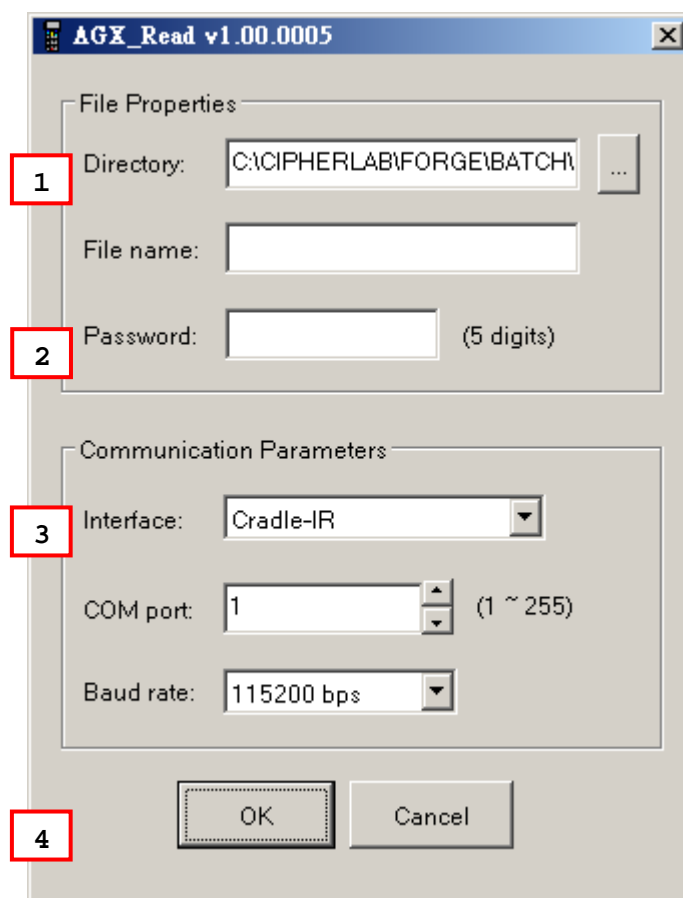 AGX_Read v1.00.0005
File Properties
1
Directory: C:\CIPHERLAB\FORGE\BATCH\ ...
File name:
2
Password: (5 digits)
Communication Parameters
3
Interface: Cradle-IR
COM port: 1 (1 ~ 255)
Baud rate: 115200 bps
4
OK Cancel